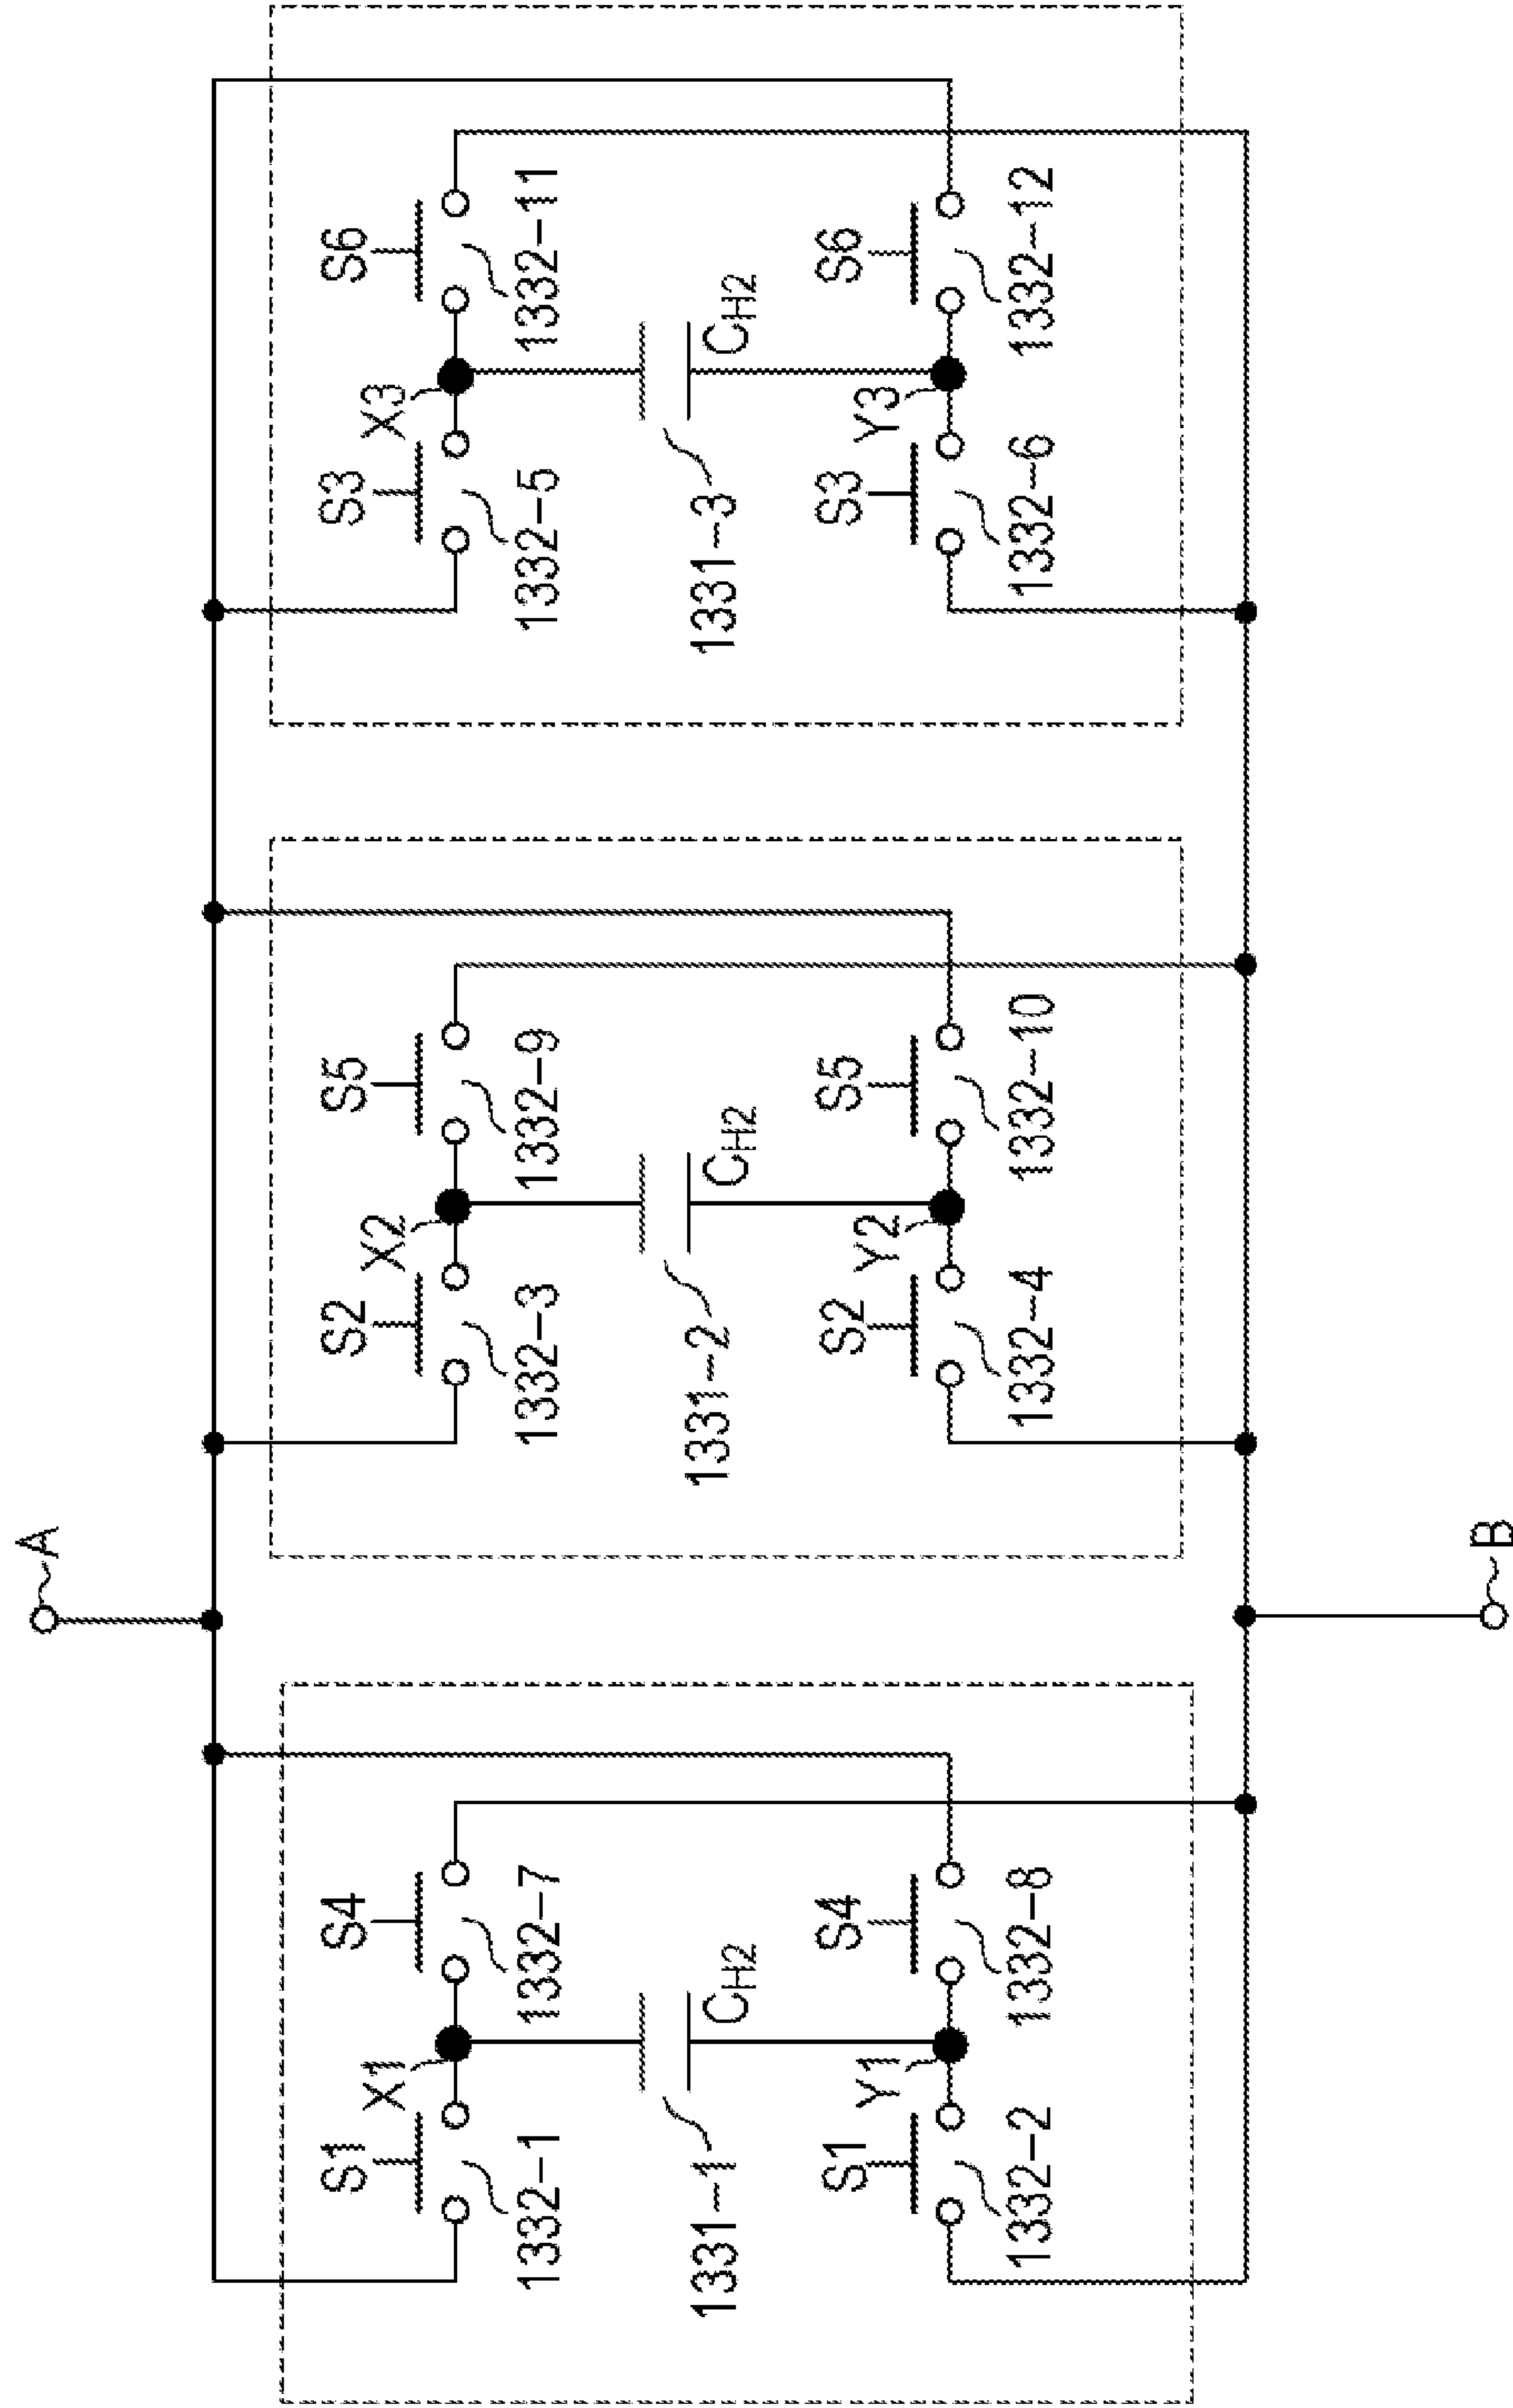 A
S1
X1
S4
1332-1
1332-7
1331-1
CH2
S1
Y1
S4
1332-2
1332-8
S2
X2
S5
1332-3
1332-9
1331-2
CH2
S2
Y2
S5
1332-4
1332-10
S3
X3
S6
1332-5
1332-11
1331-3
CH2
S3
Y3
S6
1332-6
1332-12
B